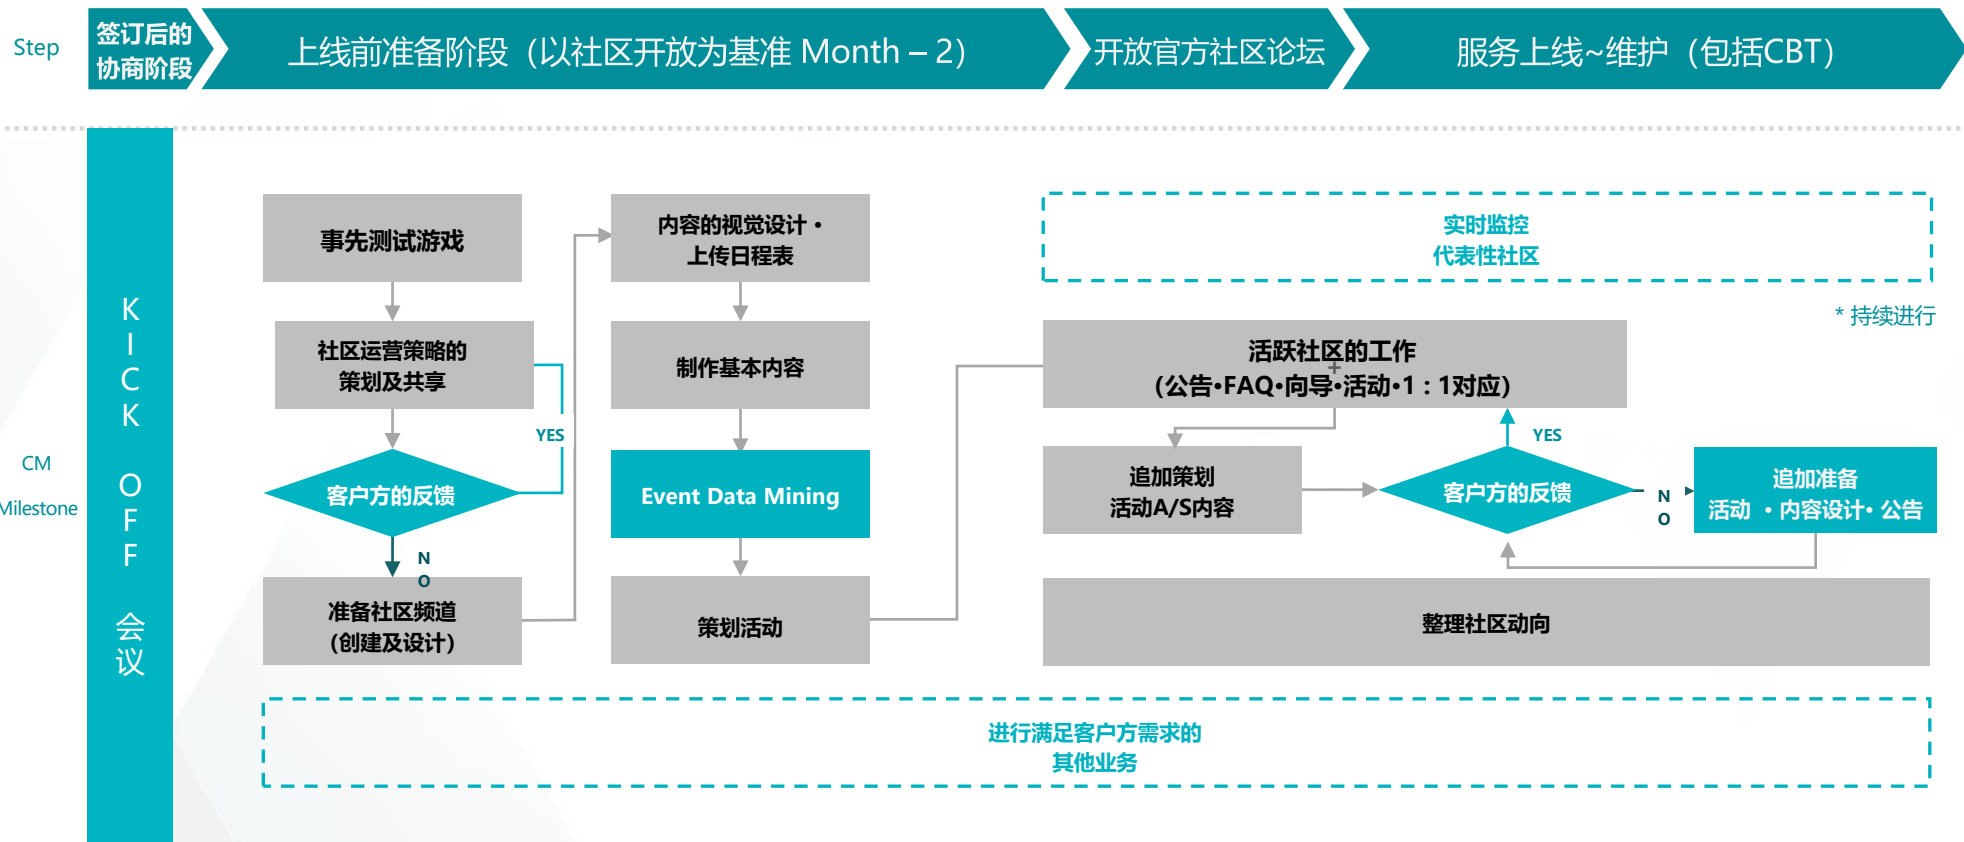 Step
签订后的
协商阶段
上线前准备阶段（以社区开放为基准 Month – 2）
开放官方社区论坛
服务上线~维护（包括CBT）
CM
Milestone
KICK OFF 会议
事先测试游戏
社区运营策略的
策划及共享
YES
客户方的反馈
NO
准备社区频道
（创建及设计）
内容的视觉设计・
上传日程表
制作基本内容
Event Data Mining
策划活动
实时监控
代表性社区
* 持续进行
活跃社区的工作
+
（公告•FAQ•向导•活动•1：1对应）
追加策划
活动A/S内容
YES
客户方的反馈
NO
追加准备
活动 ・内容设计・公告
整理社区动向
进行满足客户方需求的
其他业务